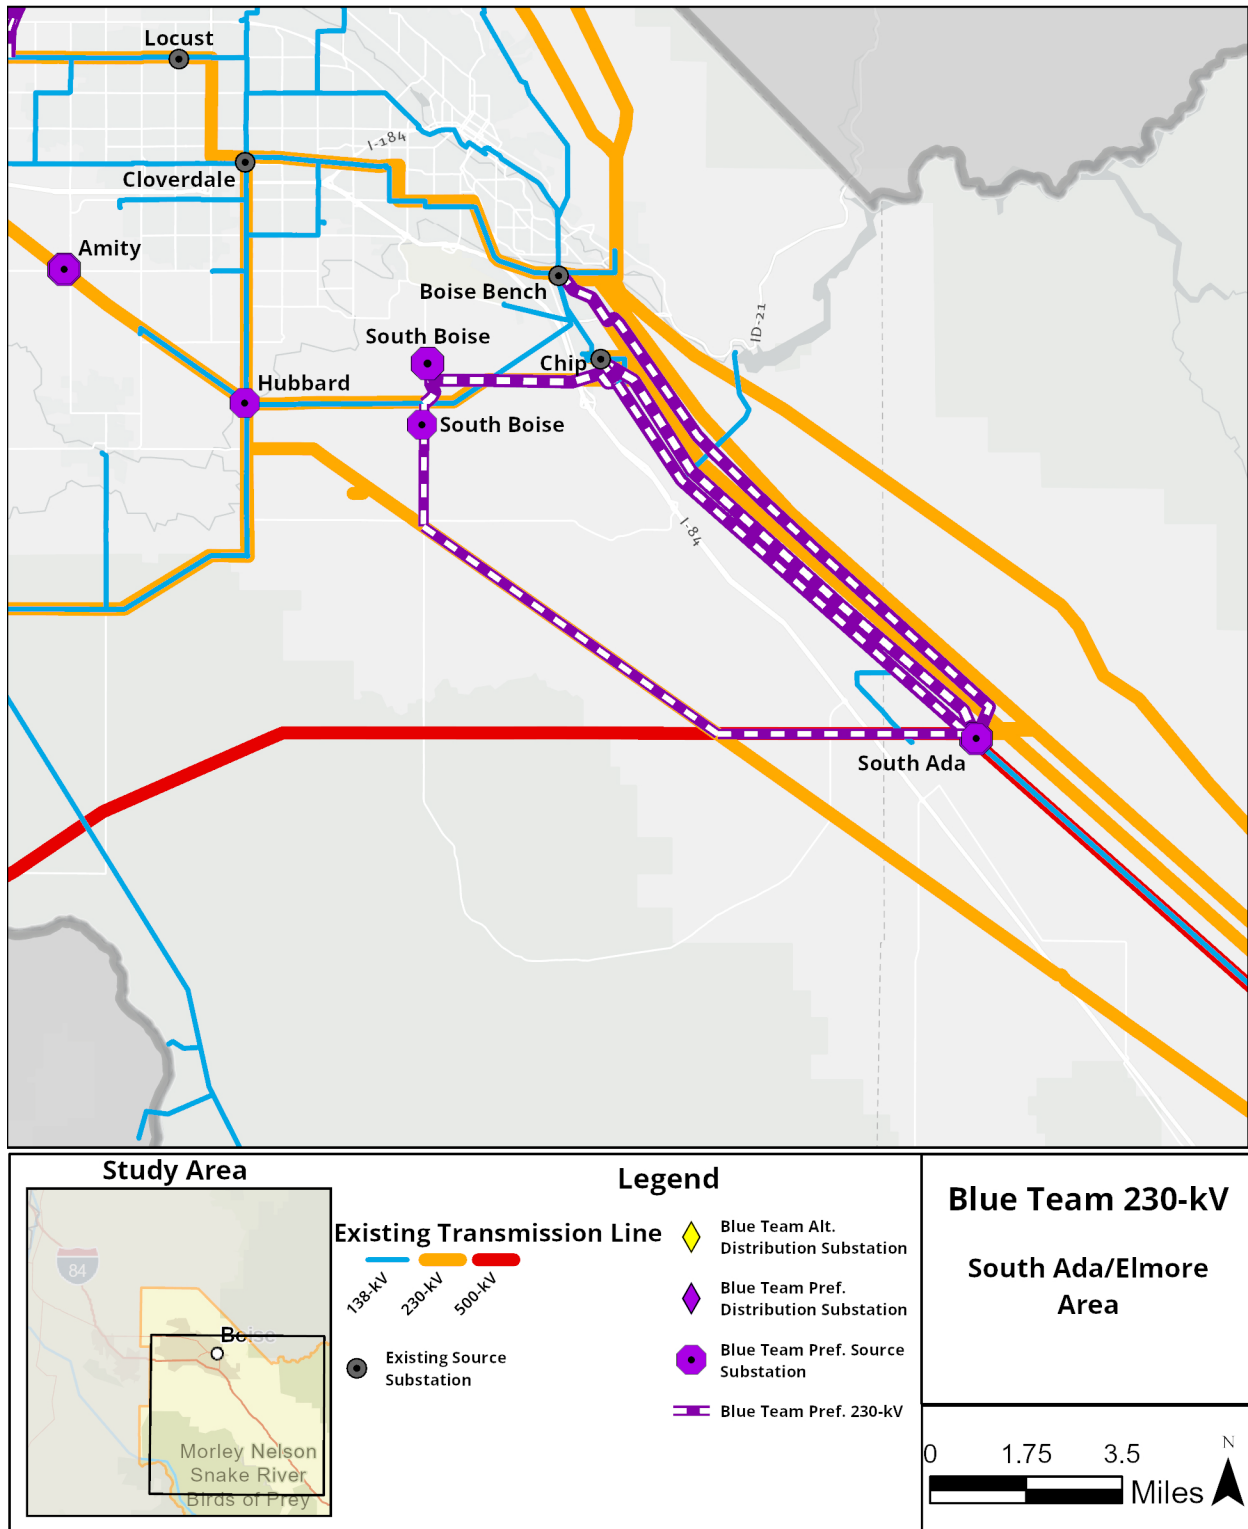 Locust
I-184
Cloverdale
Amity
Boise Bench
ID-21
South Boise
Chip
Hubbard
South Boise
I-84
South Ada
Study Area
84
Boise
Morley Nelson
Snake River
Birds of Prey
Legend
Existing Transmission Line
138-kV
230-kV
500-kV
Existing Source
Substation
Blue Team Alt.
Distribution Substation
Blue Team Pref.
Distribution Substation
Blue Team Pref. Source
Substation
Blue Team Pref. 230-kV
Blue Team 230-kV
South Ada/Elmore
Area
0 1.75 3.5
Miles
N